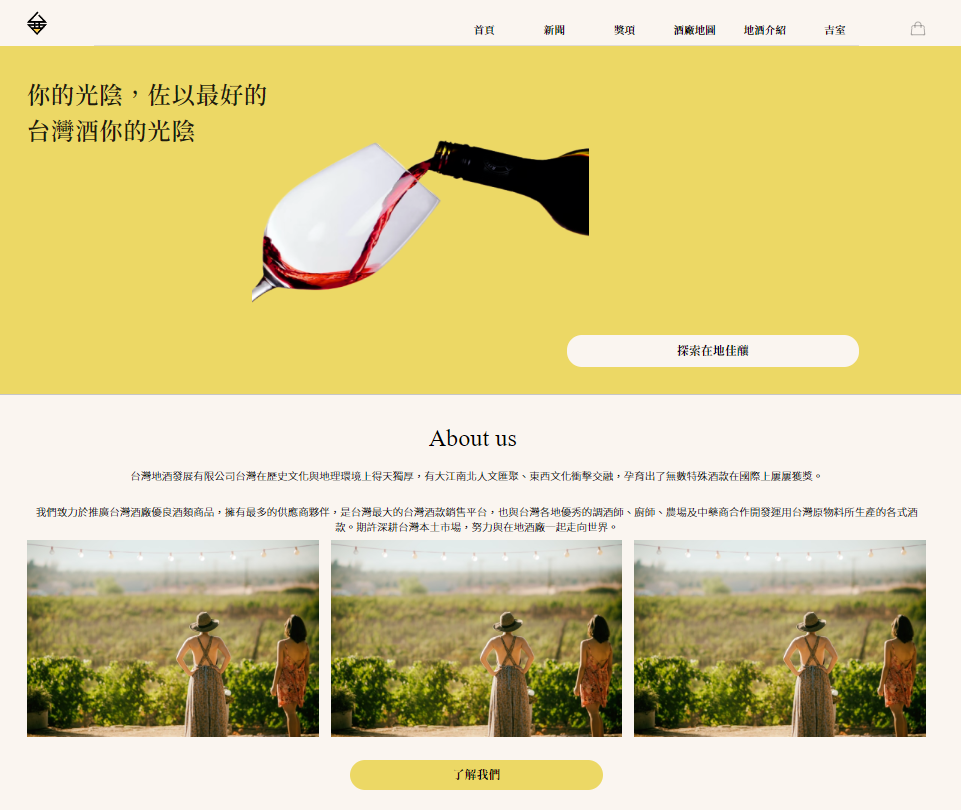 首頁
新聞
獎項
酒廠地圖
地酒介紹
吉室
你的光陰，佐以最好的
台灣酒你的光陰
探索在地佳釀
About us
台灣地酒發展有限公司台灣在歷史文化與地理環境上得天獨厚，有大江南北人文匯聚、東西文化衝擊交融，孕育出了無數特殊酒款在國際上屢屢獲獎。
我們致力於推廣台灣酒廠優良酒類商品，擁有最多的供應商夥伴，是台灣最大的台灣酒款銷售平台，也與台灣各地優秀的調酒師、廚師、農場及中藥商合作開發運用台灣原物料所生產的各式酒
款。期許深耕台灣本土市場，努力與在地酒廠一起走向世界。
了解我們